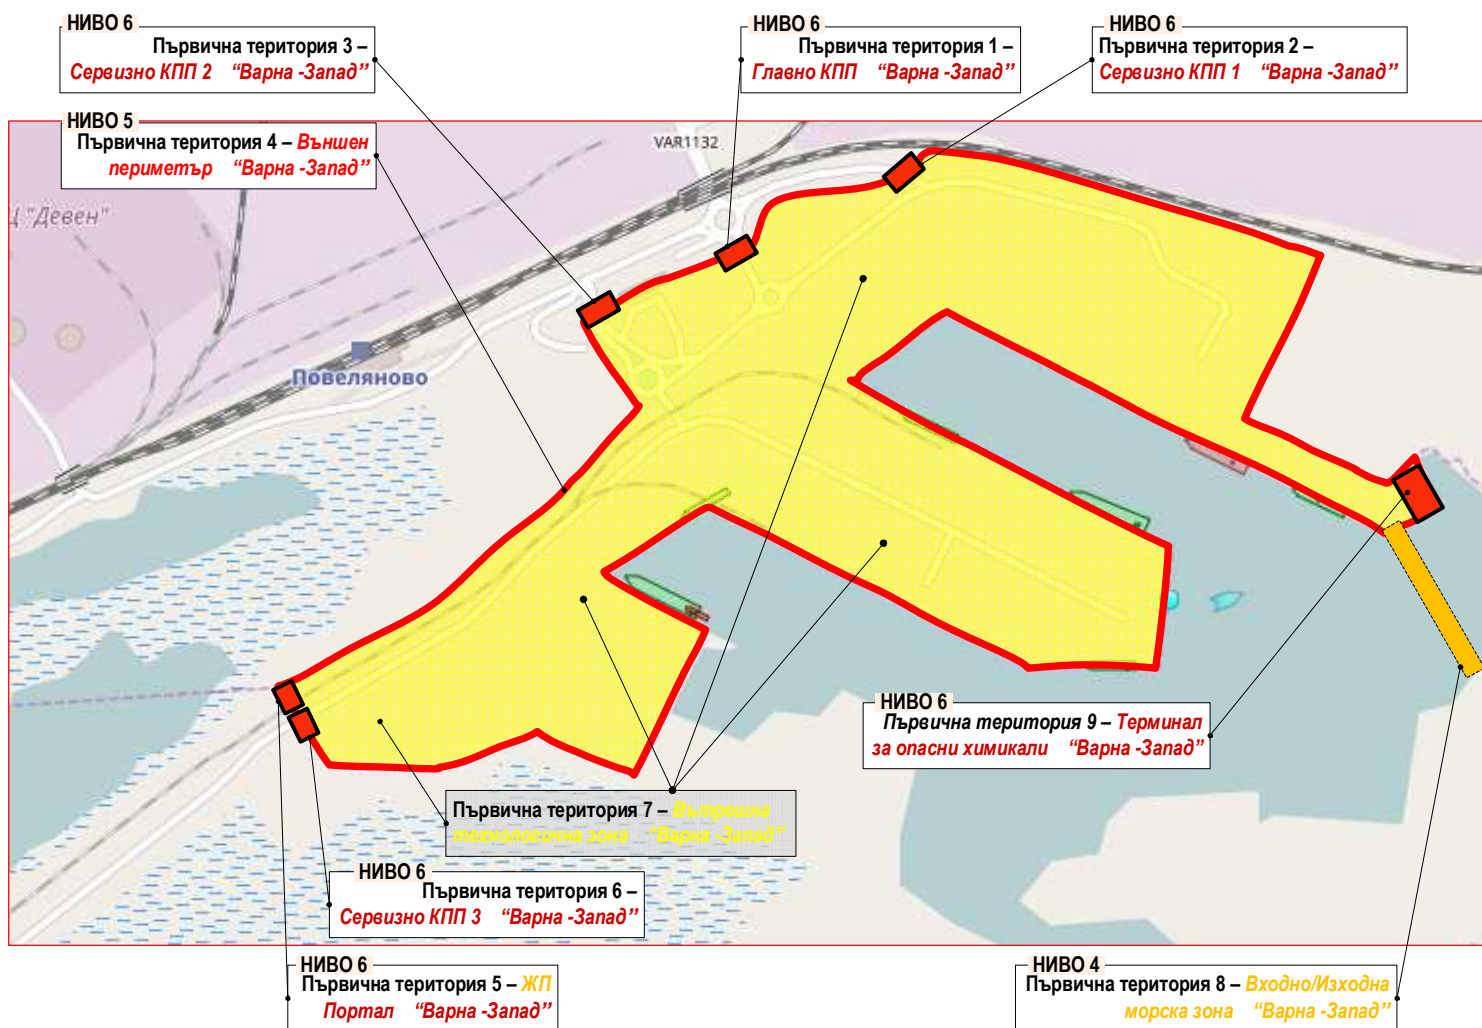 НИВО 6
Първична територия 3 –
Сервизно КПП 2 “Варна -Запад”
НИВО 6
Първична територия 1 –
Главно КПП “Варна -Запад”
НИВО 6
Първична територия 2 –
Сервизно КПП 1 “Варна -Запад”
НИВО 5
Първична територия 4 – Външен
периметър “Варна -Запад”
VAR1132
Ц "Девен"
Повеляново
НИВО 6
Първична територия 9 – Терминал
за опасни химикали “Варна -Запад”
Първична територия 7 – Вътрешна
технологична зона “Варна -Запад”
НИВО 6
Първична територия 6 –
Сервизно КПП 3 “Варна -Запад”
НИВО 6
Първична територия 5 – ЖП
Портал “Варна -Запад”
НИВО 4
Първична територия 8 – Входно/Изходна
морска зона “Варна -Запад”